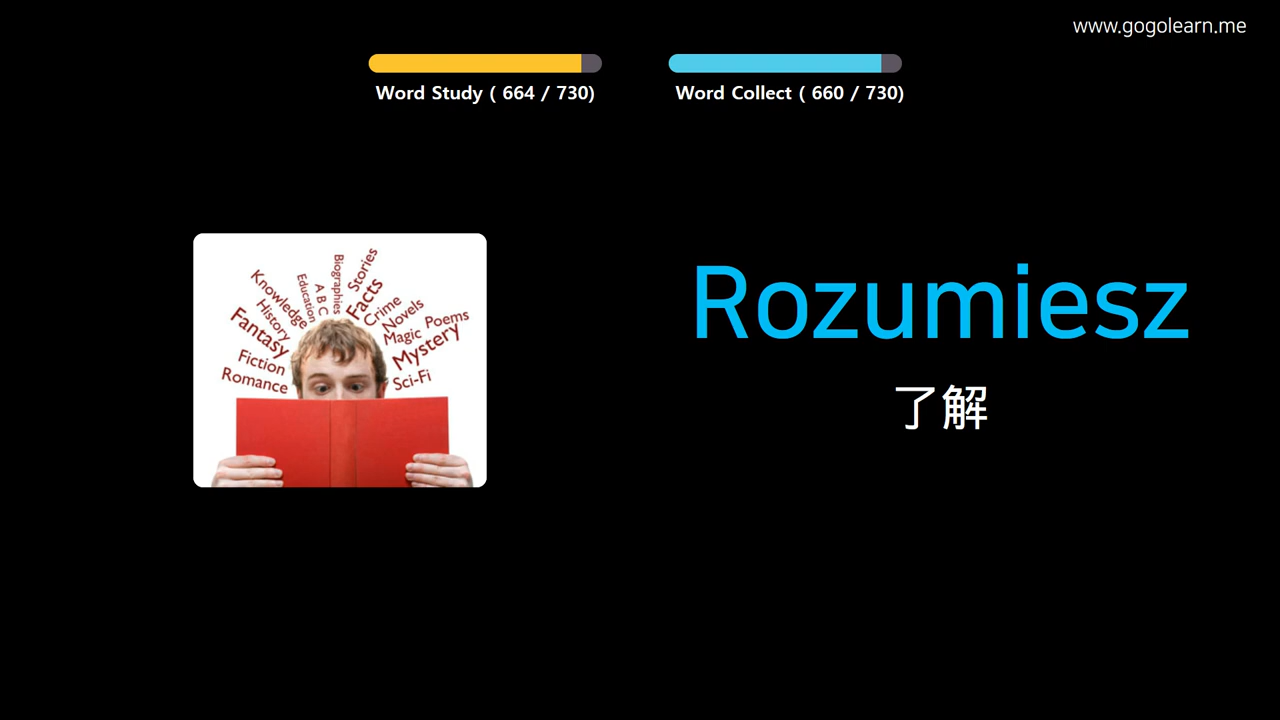 www.gogolearn.me
Word Study ( 664 / 730)
Word Collect ( 660 / 730)
Rozumiesz
了解
Knowledge
History
Fantasy
Fiction
Romance
Education
A B C
Biographies
Stories
Facts
Crime
Novels
Magic
Poems
Mystery
Sci-Fi